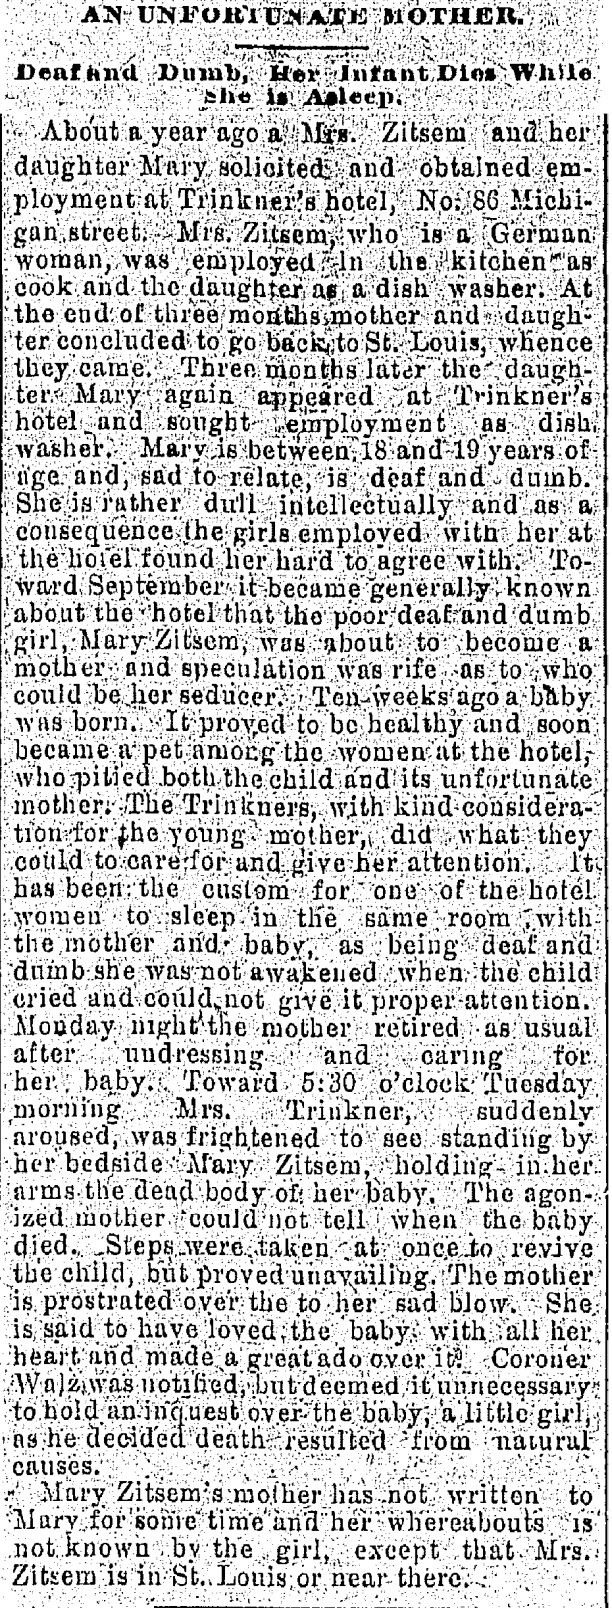 AN UNFORTUNATE MOTHER.
Deaf and Dumb, Her Infant Dies While
She is Asleep.
About a year ago a Mrs. Zitsem and her
daughter Mary solicited and obtained em-
ployment at Trinkner's hotel, No. 86 Michi-
gan street. Mrs. Zitsem, who is a German
woman, was employed in the kitchen as
cook and the daughter as a dish washer. At
the end of three months mother and daugh-
ter concluded to go back to St. Louis, whence
they came. Three months later the daugh-
ter Mary again appeared at Trinkner's
hotel and sought employment as dish
washer. Mary is between 18 and 19 years of
age and, sad to relate, is deaf and dumb.
She is rather dull intellectually and as a
consequence the girls employed with her at
the hotel found her hard to agree with. To-
ward September it became generally known
about the hotel that the poor deaf and dumb
girl, Mary Zitsem, was about to become a
mother and speculation was rife as to who
could be her seducer. Ten weeks ago a baby
was born. It proved to be healthy and soon
became a pet among the women at the hotel,
who pitied both the child and its unfortunate
mother. The Trinkners, with kind considera-
tion for the young mother, did what they
could to care for and give her attention. It
has been the custom for one of the hotel
women to sleep in the same room with
the mother and baby, as being deaf and
dumb she was not awakened when the child
cried and could not give it proper attention.
Monday night the mother retired as usual
after undressing and caring for
her baby. Toward 5:30 o'clock Tuesday
morning Mrs. Trinkner, suddenly
aroused, was frightened to see standing by
her bedside Mary Zitsem, holding in her
arms the dead body of her baby. The agon-
ized mother could not tell when the baby
died. Steps were taken at once to revive
the child, but proved unavailing. The mother
is prostrated over the to her sad blow. She
is said to have loved the baby with all her
heart and made a great ado over it. Coroner
Walz was notified, but deemed it unnecessary
to hold an inquest over the baby, a little girl,
as he decided death resulted from natural
causes.
Mary Zitsem's mother has not written to
Mary for some time and her whereabouts is
not known by the girl, except that Mrs.
Zitsem is in St. Louis or near there.